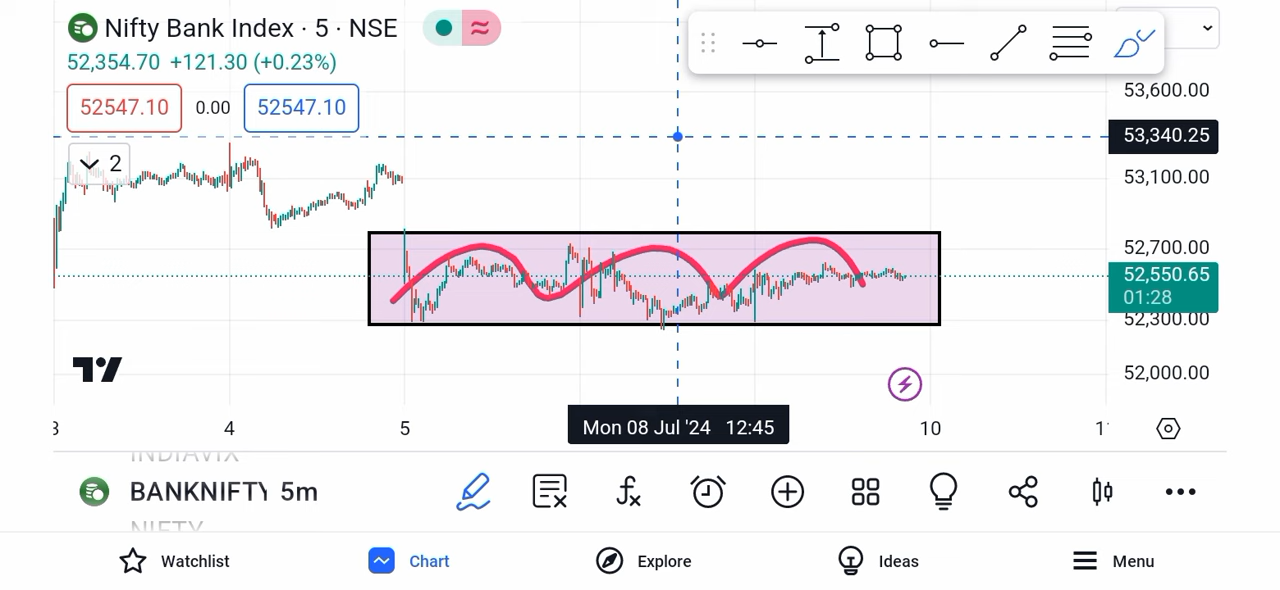 Nifty Bank Index · 5 · NSE
52,354.70 +121.30 (+0.23%)
52547.10 0.00 52547.10
2
53,600.00
53,340.25
53,100.00
52,700.00
52,550.65
01:28
52,300.00
52,000.00
4 5 Mon 08 Jul '24 12:45 10
INDIAVIX
BANKNIFTY 5m
NIFTY
Watchlist Chart Explore Ideas Menu